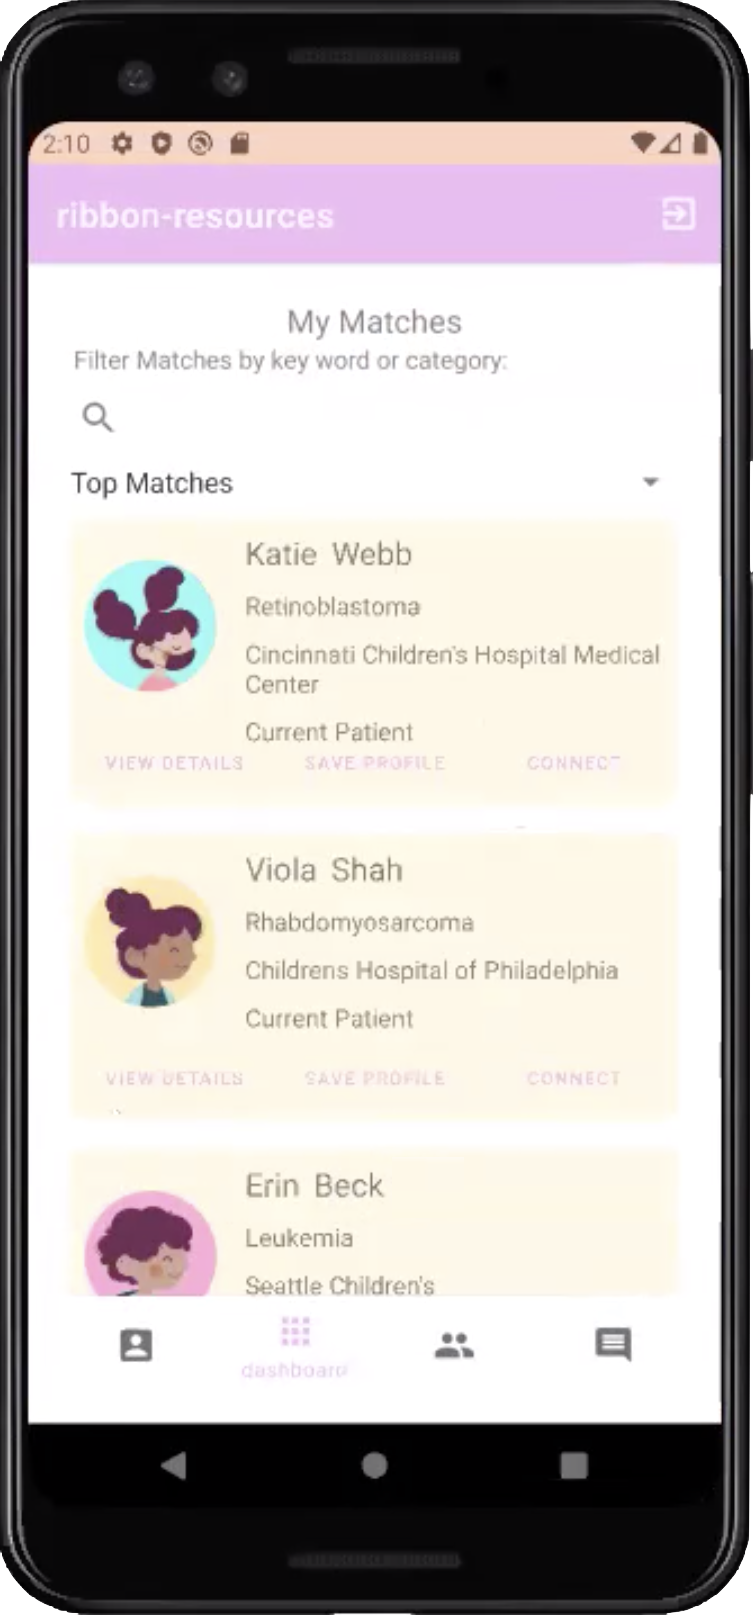 2:10
ribbon-resources
My Matches
Filter Matches by key word or category:
Top Matches
Katie Webb
Retinoblastoma
Cincinnati Children's Hospital Medical
Center
Current Patient
VIEW DETAILS SAVE PROFILE CONNECT
Viola Shah
Rhabdomyosarcoma
Childrens Hospital of Philadelphia
Current Patient
VIEW DETAILS SAVE PROFILE CONNECT
Erin Beck
Leukemia
Seattle Children's
dashboard